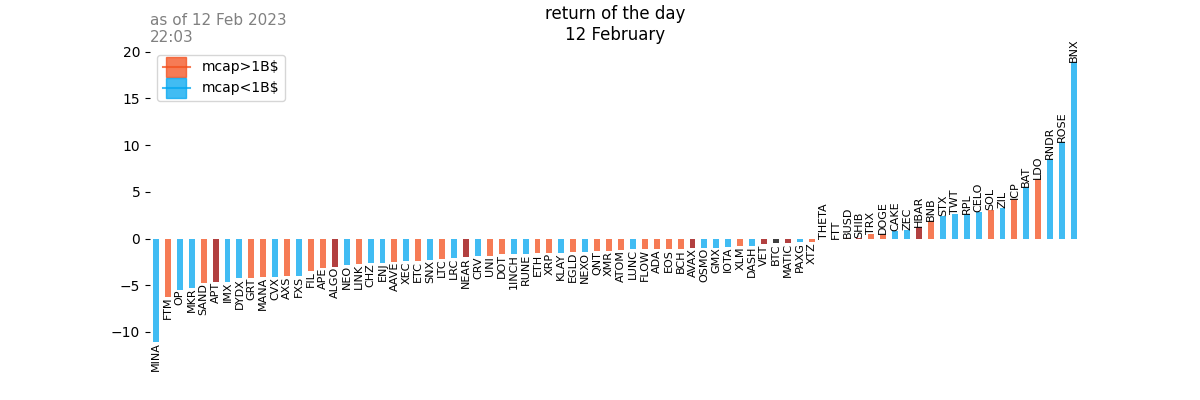 as of 12 Feb 2023
22:03
return of the day
12 February
mcap>1B$
mcap<1B$
20
15
10
5
0
−5
−10
MINA
FTM
OP
MKR
SAND
APT
IMX
DYDX
GRT
MANA
CVX
AXS
FXS
FIL
APE
ALGO
NEO
LINK
CHZ
ENJ
AAVE
XEC
ETC
SNX
LTC
LRC
NEAR
CRV
UNI
DOT
1INCH
RUNE
ETH
XRP
KLAY
EGLD
NEXO
QNT
XMR
ATOM
LUNC
FLOW
ADA
EOS
BCH
AVAX
OSMO
GMX
IOTA
XLM
DASH
VET
BTC
MATIC
PAXG
XTZ
THETA
FTT
BUSD
SHIB
TRX
DOGE
CAKE
ZEC
HBAR
BNB
STX
TWT
RPL
CELO
SOL
ZIL
ICP
BAT
LDO
RNDR
ROSE
BNX